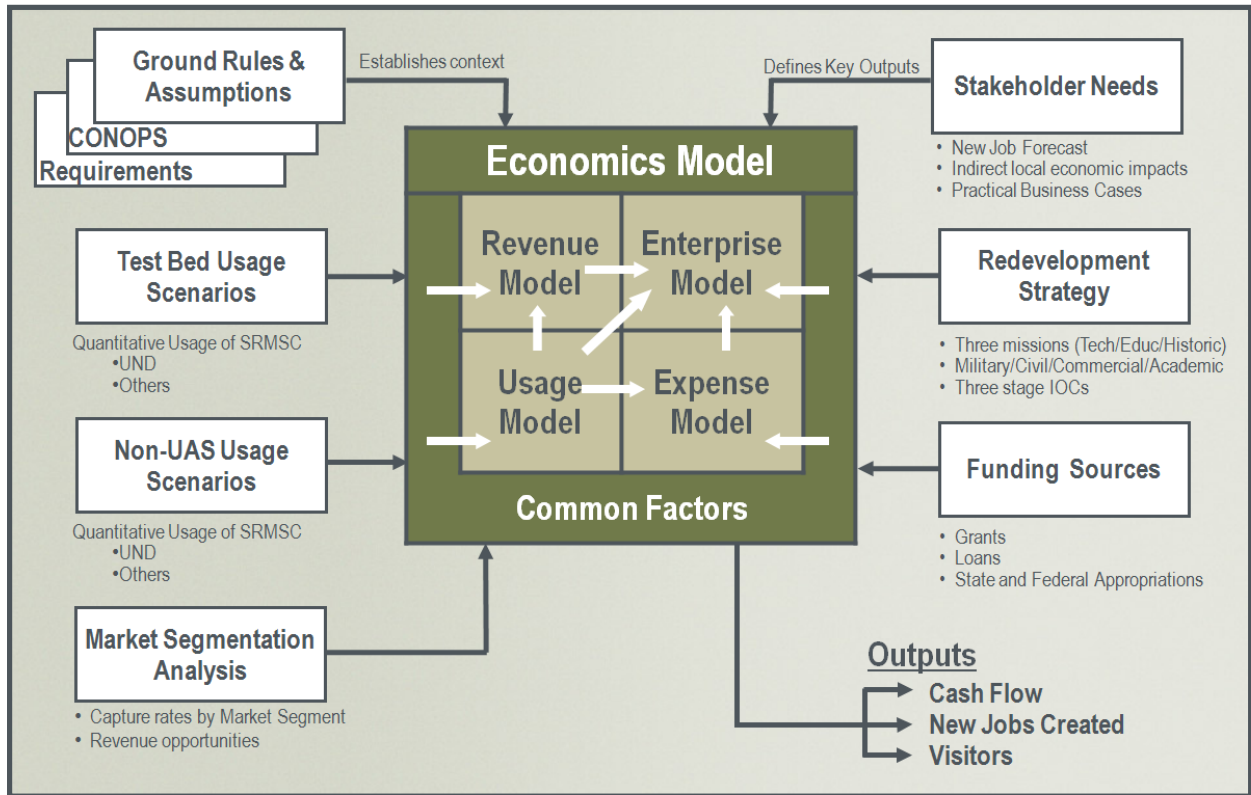 Ground Rules &
Assumptions
CONOPS
Requirements
Establishes context
Defines Key Outputs
Stakeholder Needs
• New Job Forecast
• Indirect local economic impacts
• Practical Business Cases
Economics Model
Revenue
Model
Enterprise
Model
Usage
Model
Expense
Model
Common Factors
Test Bed Usage
Scenarios
Quantitative Usage of SRMSC
•UND
•Others
Non-UAS Usage
Scenarios
Quantitative Usage of SRMSC
•UND
•Others
Market Segmentation
Analysis
• Capture rates by Market Segment
• Revenue opportunities
Redevelopment
Strategy
• Three missions (Tech/Educ/Historic)
• Military/Civil/Commercial/Academic
• Three stage IOCs
Funding Sources
• Grants
• Loans
• State and Federal Appropriations
Outputs
Cash Flow
New Jobs Created
Visitors